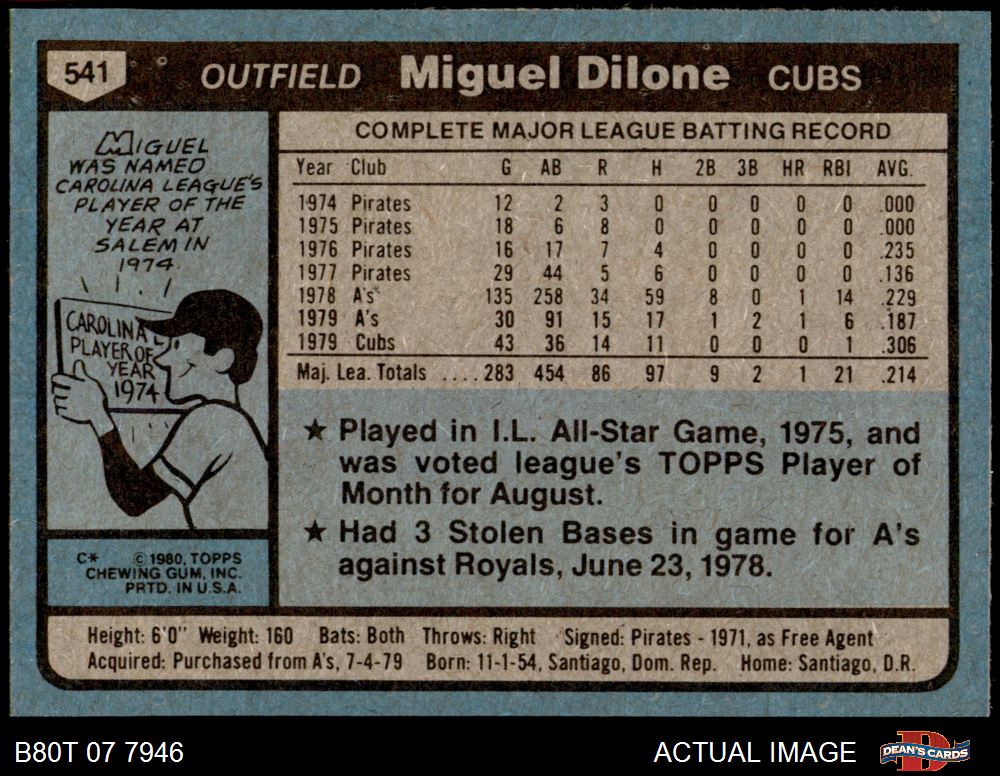 541 OUTFIELD Miguel Dilone CUBS
MIGUEL
WAS NAMED
CAROLINA LEAGUE'S
PLAYER OF THE
YEAR AT
SALEM IN
1974.
CAROLINA
PLAYER OF
YEAR
1974
C* © 1980, TOPPS
CHEWING GUM, INC.
PRTD. IN U.S.A.
COMPLETE MAJOR LEAGUE BATTING RECORD
Year Club G AB R H 2B 3B HR RBI AVG.
1974 Pirates 12 2 3 0 0 0 0 0 .000
1975 Pirates 18 6 8 0 0 0 0 0 .000
1976 Pirates 16 17 7 4 0 0 0 0 .235
1977 Pirates 29 44 5 6 0 0 0 0 .136
1978 A's 135 258 34 59 8 0 1 14 .229
1979 A's 30 91 15 17 1 2 1 6 .187
1979 Cubs 43 36 14 11 0 0 0 1 .306
Maj. Lea. Totals ....283 454 86 97 9 2 1 21 .214
★ Played in I.L. All-Star Game, 1975, and
was voted league's TOPPS Player of
Month for August.
★ Had 3 Stolen Bases in game for A's
against Royals, June 23, 1978.
Height: 6'0" Weight: 160 Bats: Both Throws: Right Signed: Pirates - 1971, as Free Agent
Acquired: Purchased from A's, 7-4-79 Born: 11-1-54, Santiago, Dom. Rep. Home: Santiago, D.R.
B80T 07 7946 ACTUAL IMAGE DEAN'S CARDS